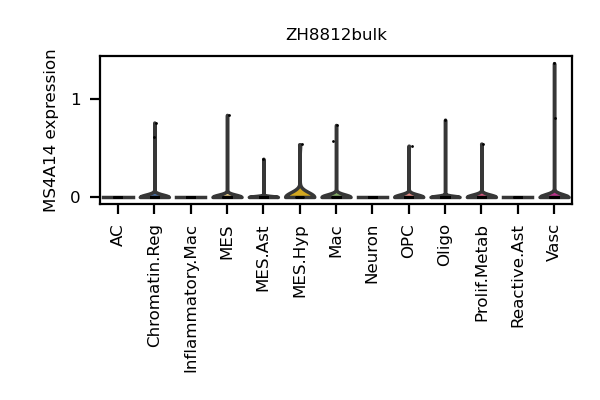 ZH8812bulk
MS4A14 expression
1
0
AC
Chromatin.Reg
Inflammatory.Mac
MES
MES.Ast
MES.Hyp
Mac
Neuron
OPC
Oligo
Prolif.Metab
Reactive.Ast
Vasc